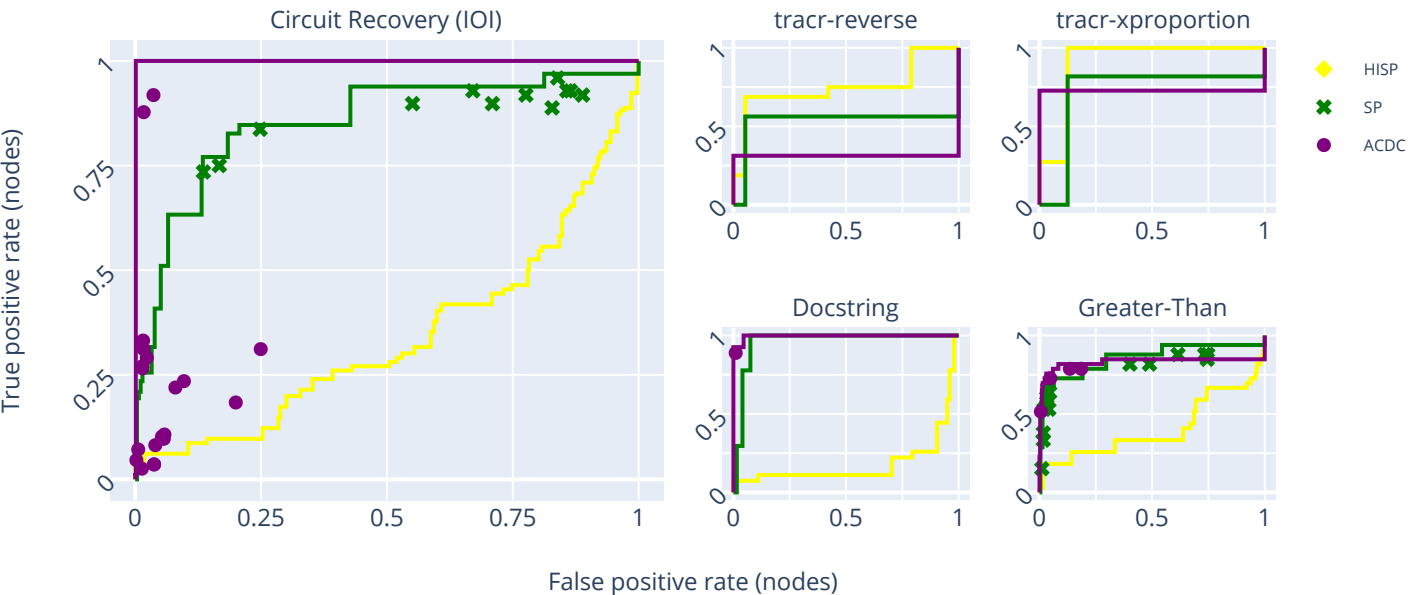 Circuit Recovery (IOI)
tracr-reverse
tracr-xproportion
HISP
SP
ACDC
True positive rate (nodes)
1
0.75
0.5
0.25
0
0 0.25 0.5 0.75 1
1
0.5
0
0 0.5 1
1
0.5
0
0 0.5 1
Docstring
Greater-Than
1
0.5
0
0 0.5 1
1
0.5
0
0 0.5 1
False positive rate (nodes)